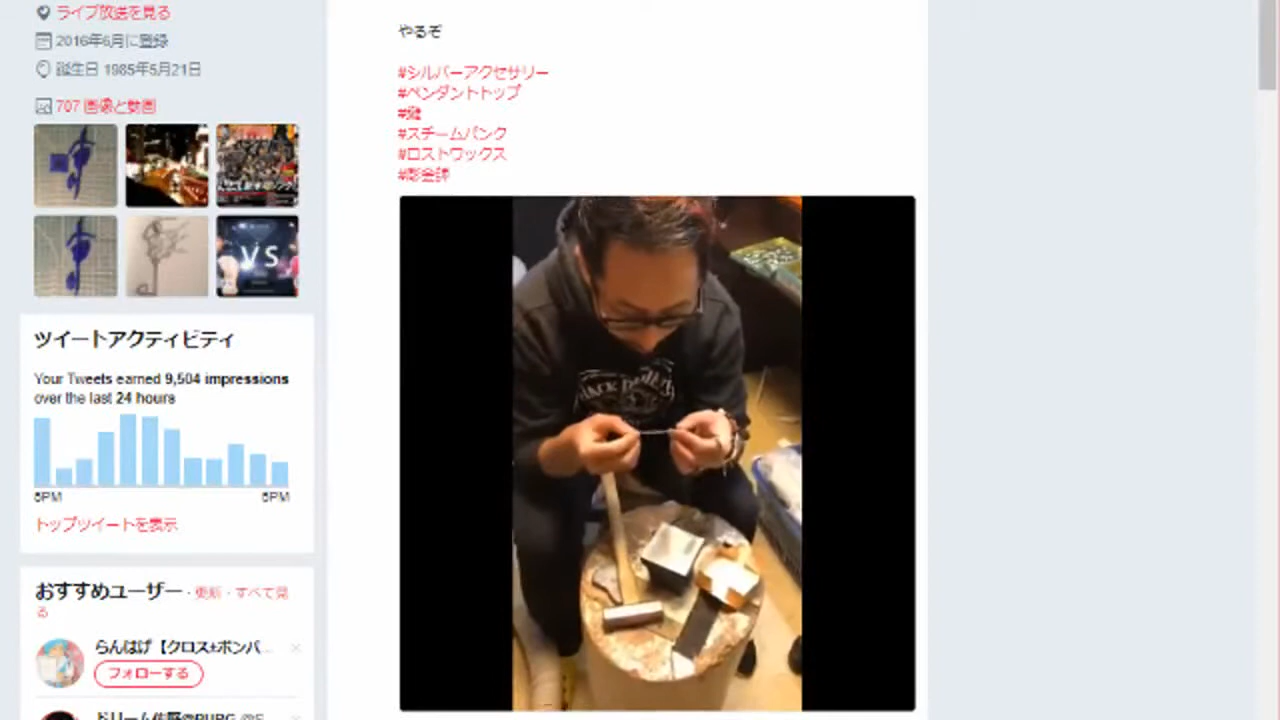 ライブ放送を見る
2016年6月に登録
誕生日 1985年5月21日
707 画像と動画
VS
ツイートアクティビティ
Your Tweets earned 9,504 impressions
over the last 24 hours
6PM 6PM
トップツイートを表示
おすすめユーザー · 更新 · すべて見
る
らんはげ【クロス±ボンバ...
フォローする
やるぞ
#シルバーアクセサリー
#ペンダントトップ
#鍵
#スチームパンク
#ロストワックス
#彫金師